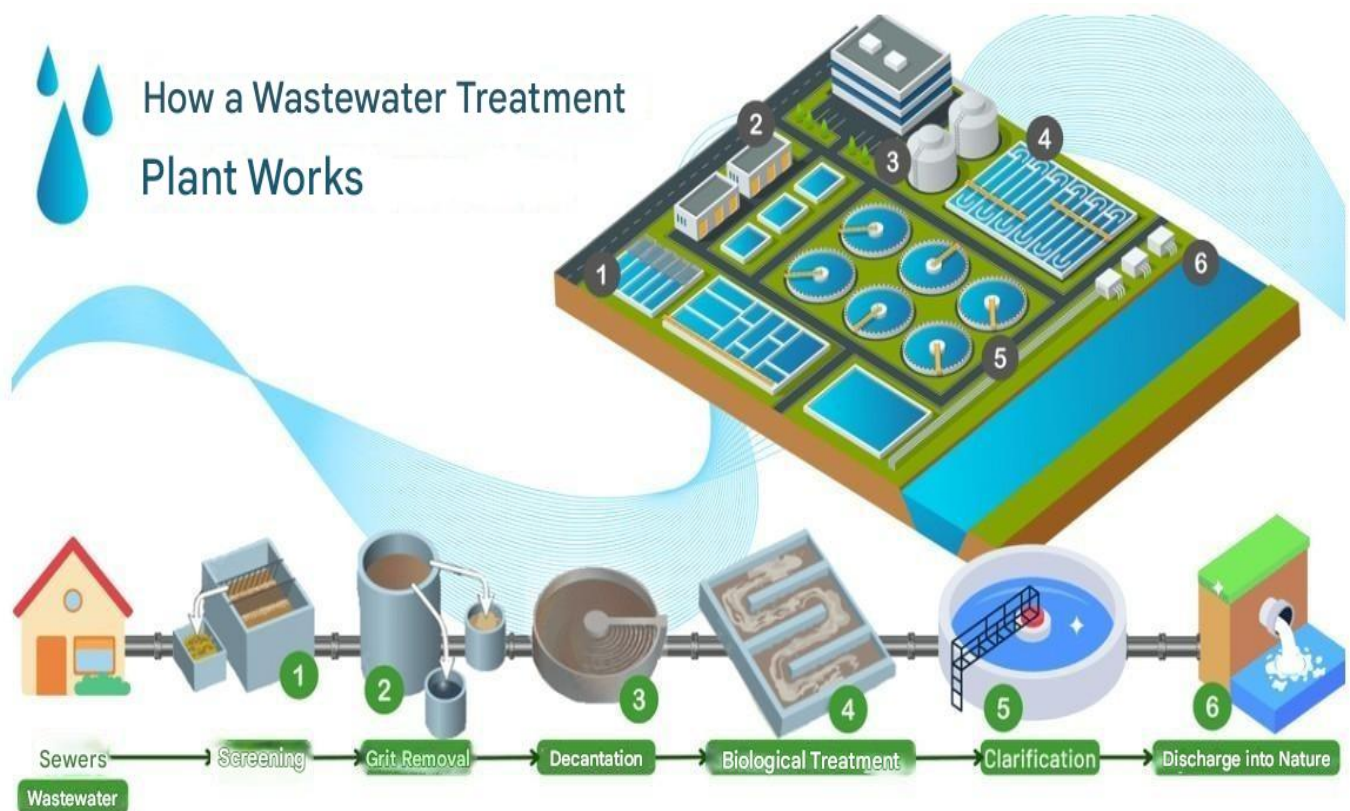 How a Wastewater Treatment
Plant Works
2
3
4
1
6
5
1
2
3
4
5
6
Sewers
Screening
Grit Removal
Decantation
Biological Treatment
Clarification
Discharge into Nature
Wastewater